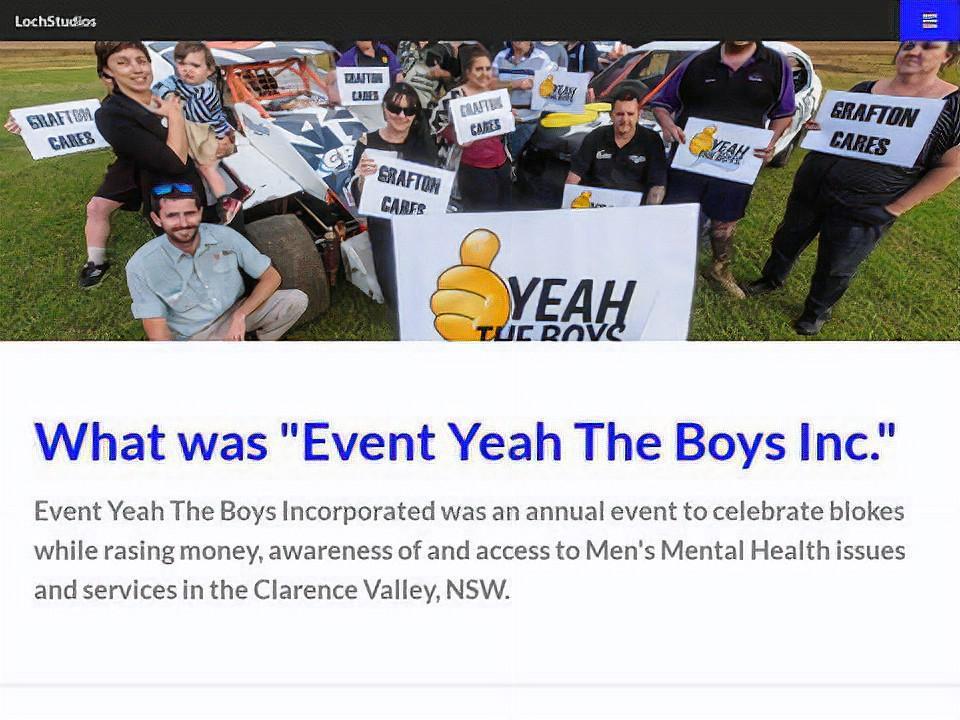 LochStudios
GRAFTON
CARES
GRAFTON
CARES
GRAFTON
CARES
GRAFTON
CARES
GRAFTON
CARES
YEAH
YEAH
THE BOYS
YEAH
THE BOYS
What was "Event Yeah The Boys Inc."
Event Yeah The Boys Incorporated was an annual event to celebrate blokes
while rasing money, awareness of and access to Men's Mental Health issues
and services in the Clarence Valley, NSW.